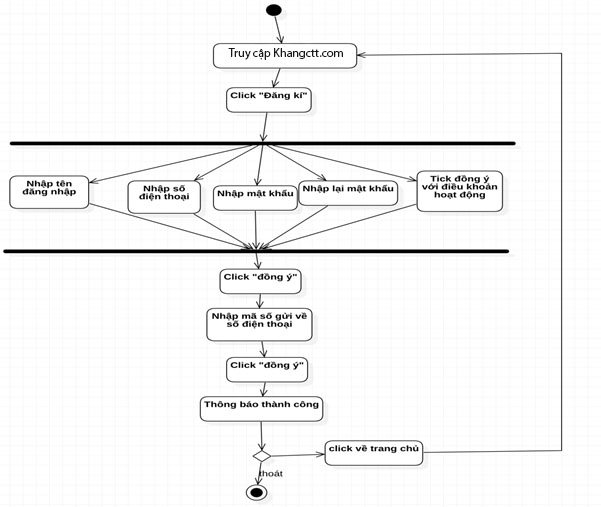 Truy cập Khangctt.com
Click "Đăng kí"
Nhập tên
đăng nhập
Nhập số
điện thoại
Nhập mật khẩu
Nhập lại mật khẩu
Tick đồng ý
với điều khoản
hoạt động
Click "đồng ý"
Nhập mã số gửi về
số điện thoại
Click "đồng ý"
Thông báo thành công
click về trang chủ
thoát